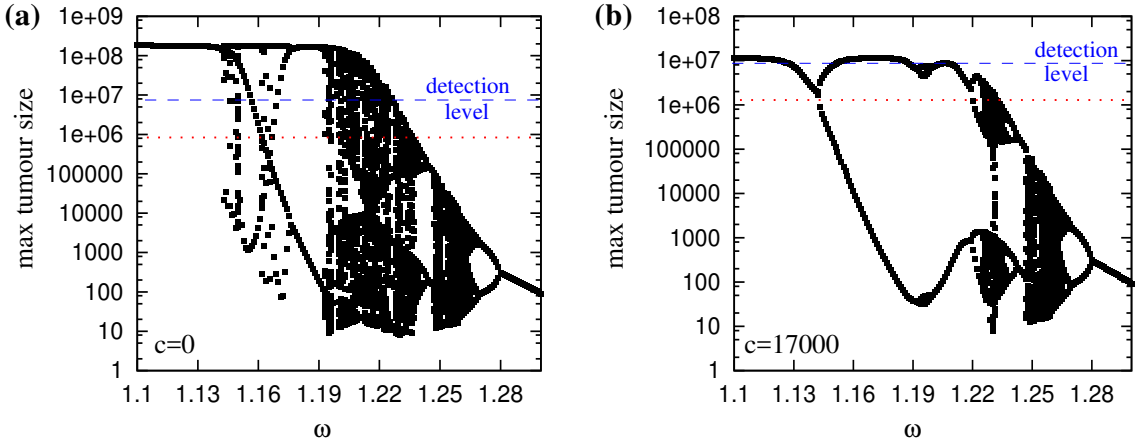 (a)
max tumour size
1e+09
1e+08
1e+07
1e+06
100000
10000
1000
100
10
1
detection
level
c=0
1.1 1.13 1.16 1.19 1.22 1.25 1.28
ω
(b)
max tumour size
1e+08
1e+07
1e+06
100000
10000
1000
100
10
1
detection
level
c=17000
1.1 1.13 1.16 1.19 1.22 1.25 1.28
ω